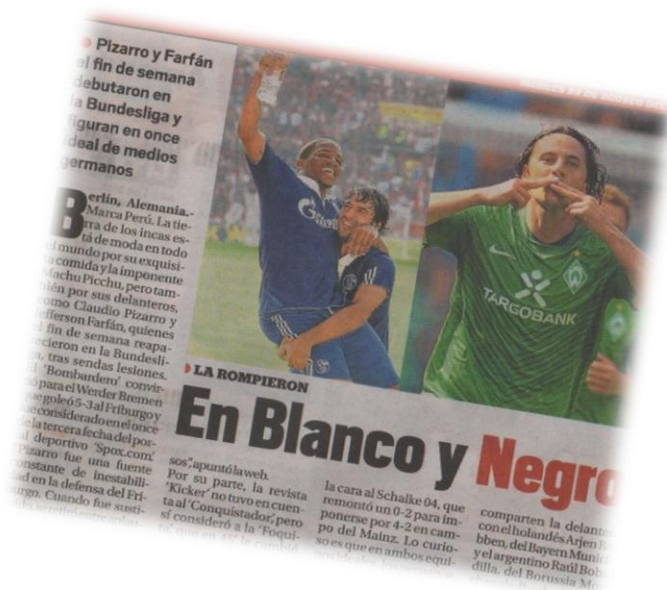 Pizarro y Farfán
el fin de semana
debutaron en
la Bundesliga y
figuran en once
ideal de medios
germanos
Berlín, Alemania.-
Marca Perú. La tie-
rra de los incas es-
tá de moda en todo
el mundo por su exquisi-
ta comida y la imponente
Machu Picchu, pero tam-
bién por sus delanteros,
como Claudio Pizarro y
Jefferson Farfán, quienes
el fin de semana reapa-
recieron en la Bundesli-
ga, tras sendas lesiones.
'Bombardero' convir-
para el Werder Bremen
que goleó 5-3 al Friburgo y
fue considerado en el once
de la tercera fecha del por-
tal deportivo 'Spox.com'
"Pizarro fue una fuente
constante de inestabili-
dad en la defensa del Fri-
burgo. Cuando fue susti-
GAZPROM
TARGOBANK
LA ROMPIERON
En Blanco y Negro
sos", apuntó la web.
Por su parte, la revista
'Kicker' no tuvo en cuen-
ta al 'Conquistador', pero
sí consideró a la 'Foqui-
la cara al Schalke 04, que
remontó un 0-2 para im-
ponerse por 4-2 en cam-
po del Mainz. Lo curio-
so es que en ambos equi-
comparten la delante
con el holandés Arjen
bben, del Bayern Munic
y el argentino Raúl Bob
dilla, del Borussia Mo